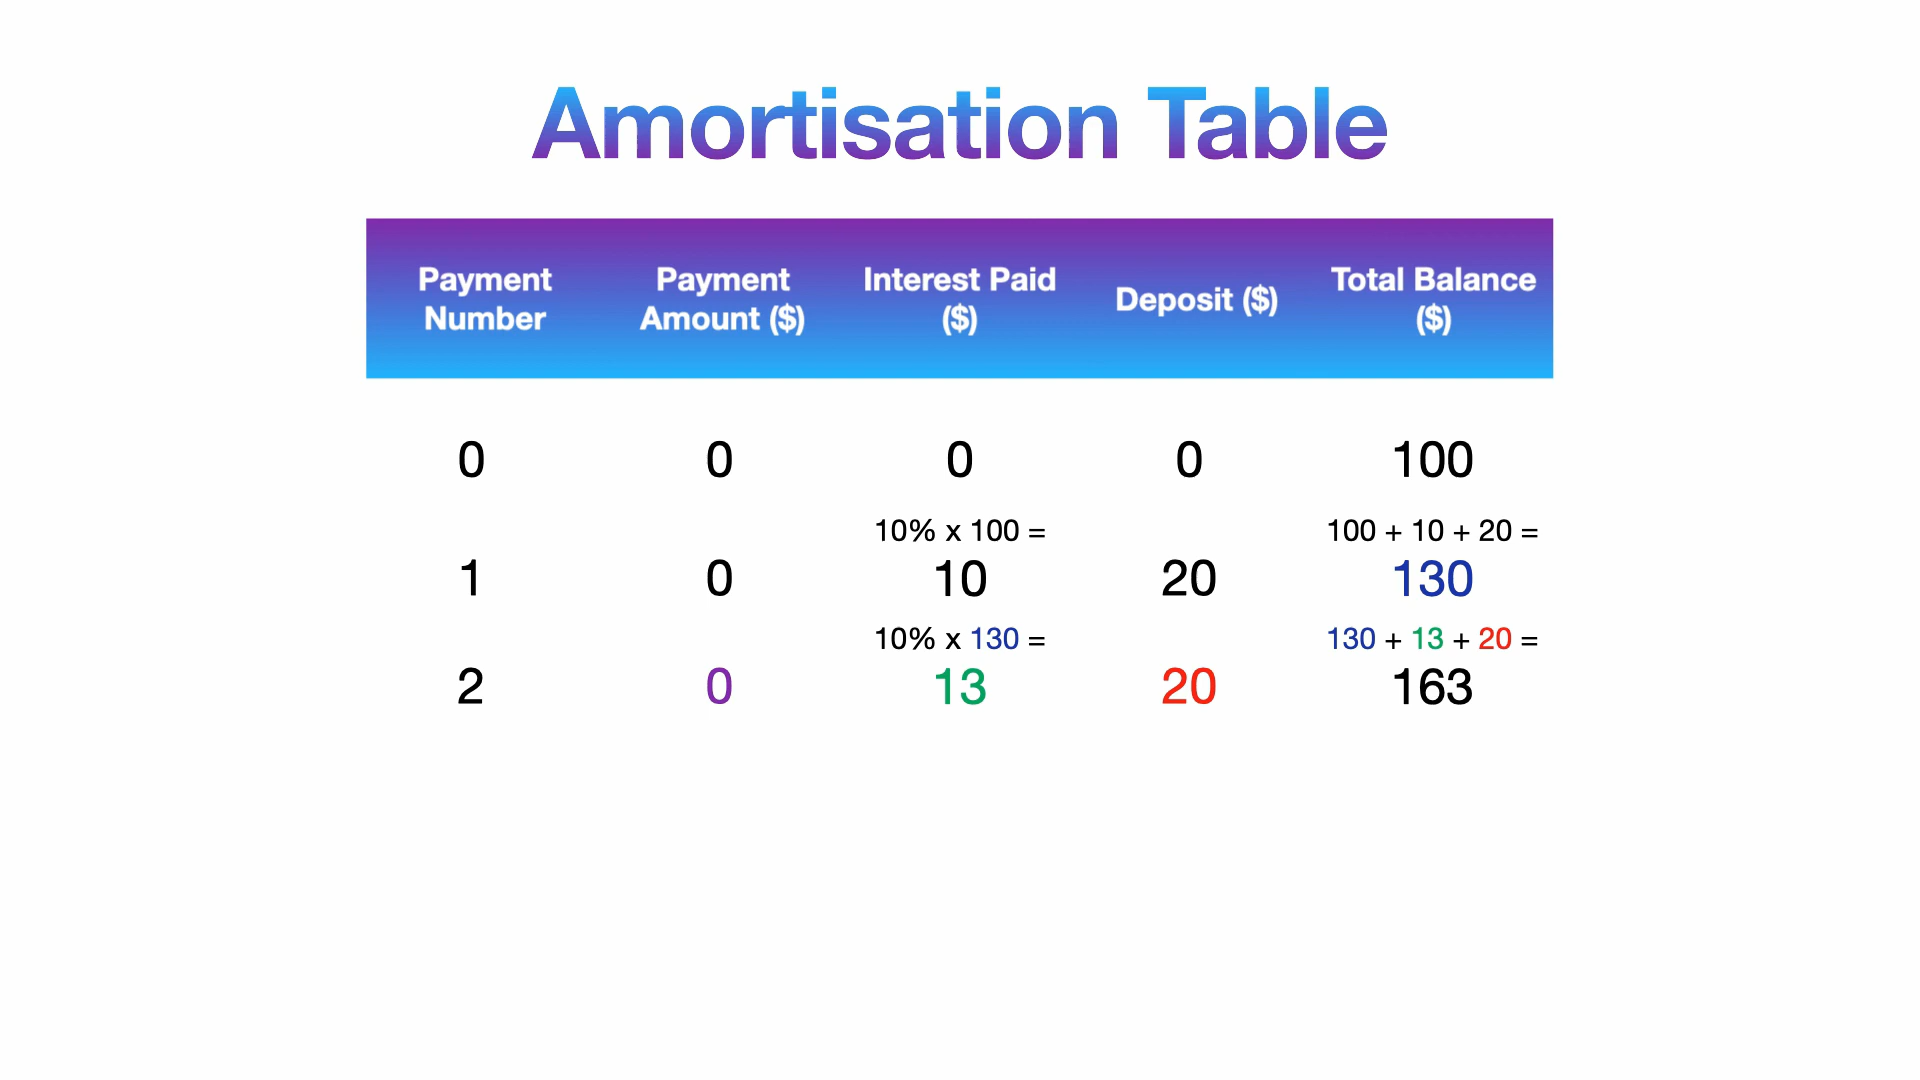 Amortisation Table
Payment Number
Payment Amount ($)
Interest Paid ($)
Deposit ($)
Total Balance ($)
0 0 0 0 100
10% x 100 = 100 + 10 + 20 =
1 0 10 20 130
10% x 130 = 130 + 13 + 20 =
2 0 13 20 163